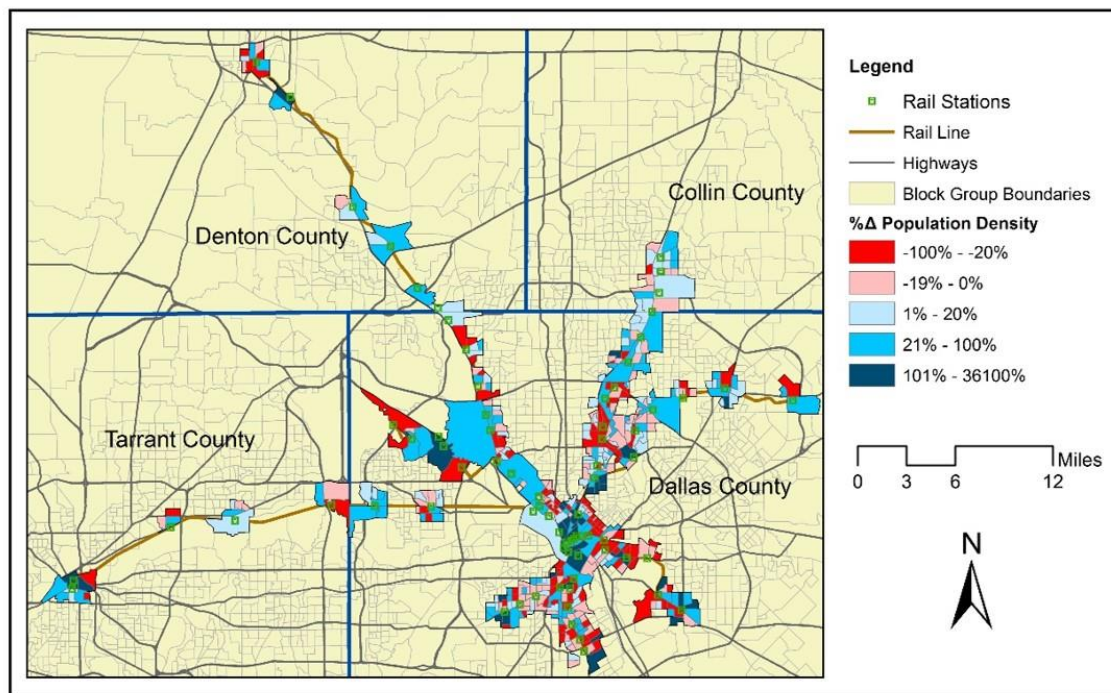 Denton County
Collin County
Tarrant County
Dallas County
Legend
Rail Stations
Rail Line
Highways
Block Group Boundaries
%Δ Population Density
-100% - -20%
-19% - 0%
1% - 20%
21% - 100%
101% - 36100%
Miles
0 3 6 12
N